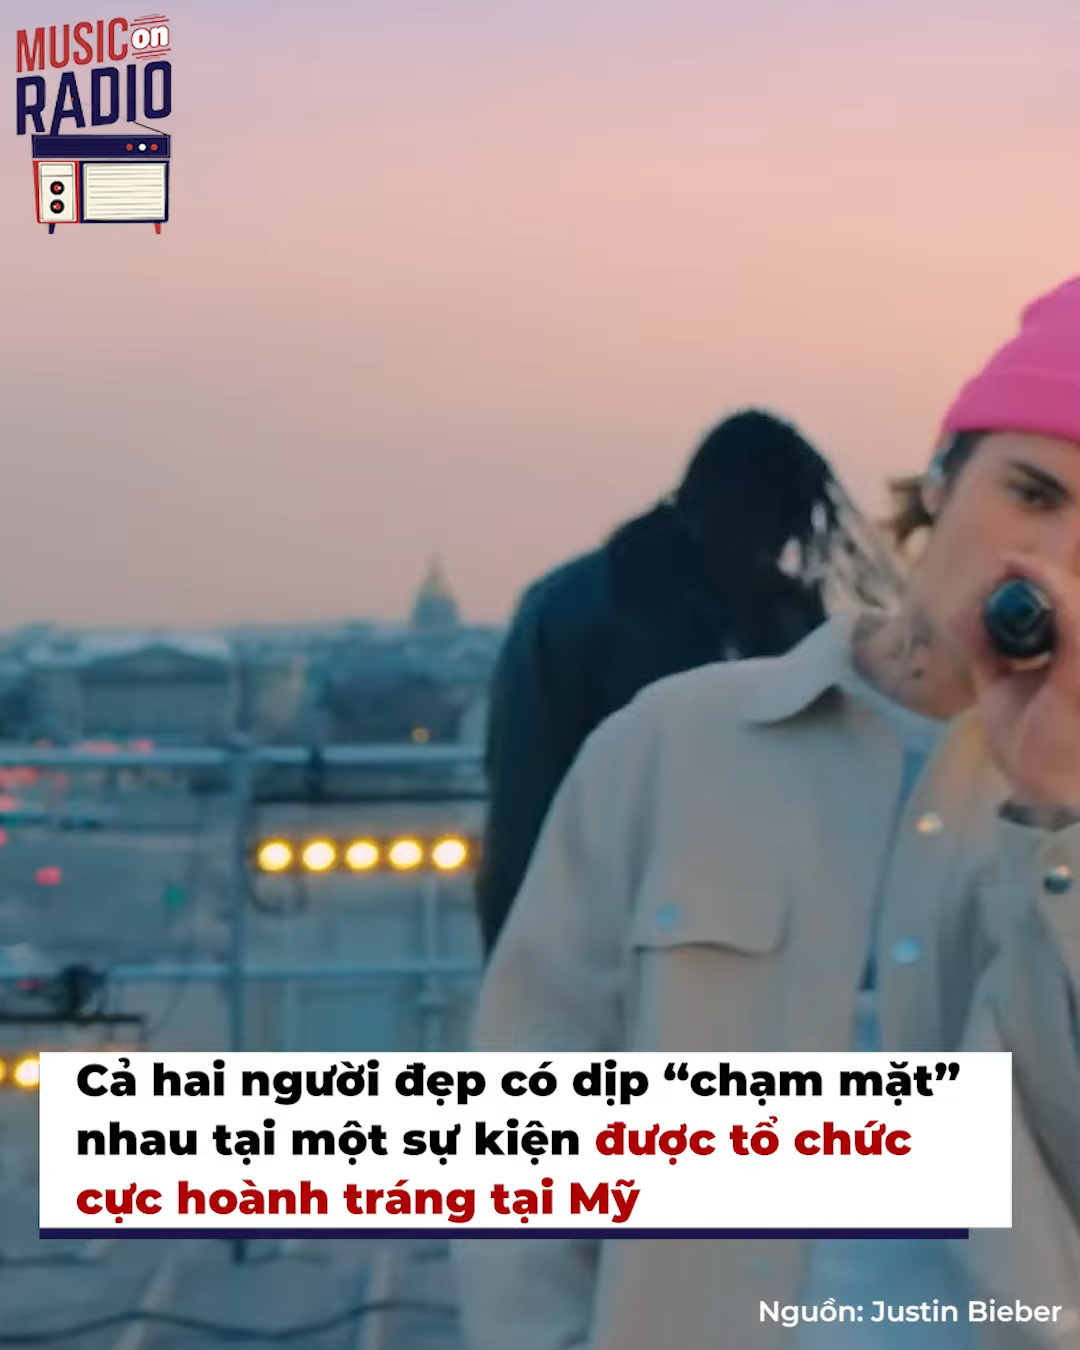 MUSIC on
RADIO
Cả hai người đẹp có dịp “chạm mặt”
nhau tại một sự kiện được tổ chức
cực hoành tráng tại Mỹ
Nguồn: Justin Bieber